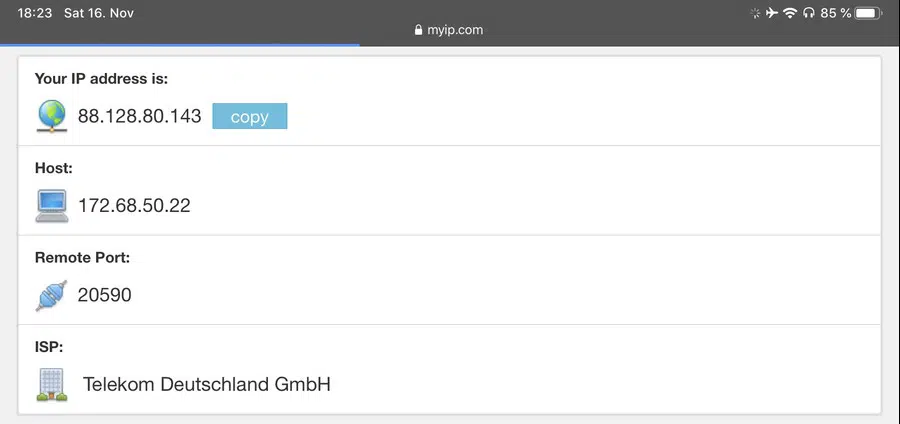 18:23 Sat 16. Nov 85 %
myip.com
Your IP address is:
88.128.80.143 copy
Host:
172.68.50.22
Remote Port:
20590
ISP:
Telekom Deutschland GmbH